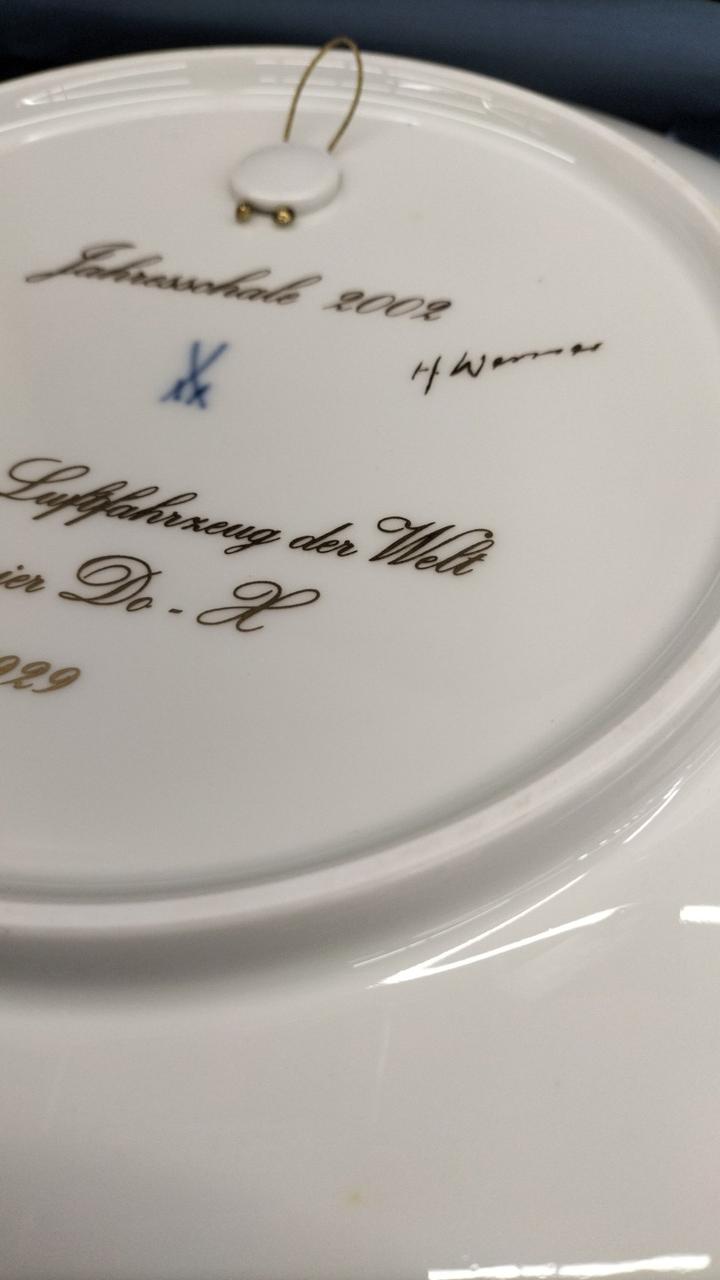 Jahresschale 2002
H Werner
Luftfahrzeug der Welt
ier Do - X
929